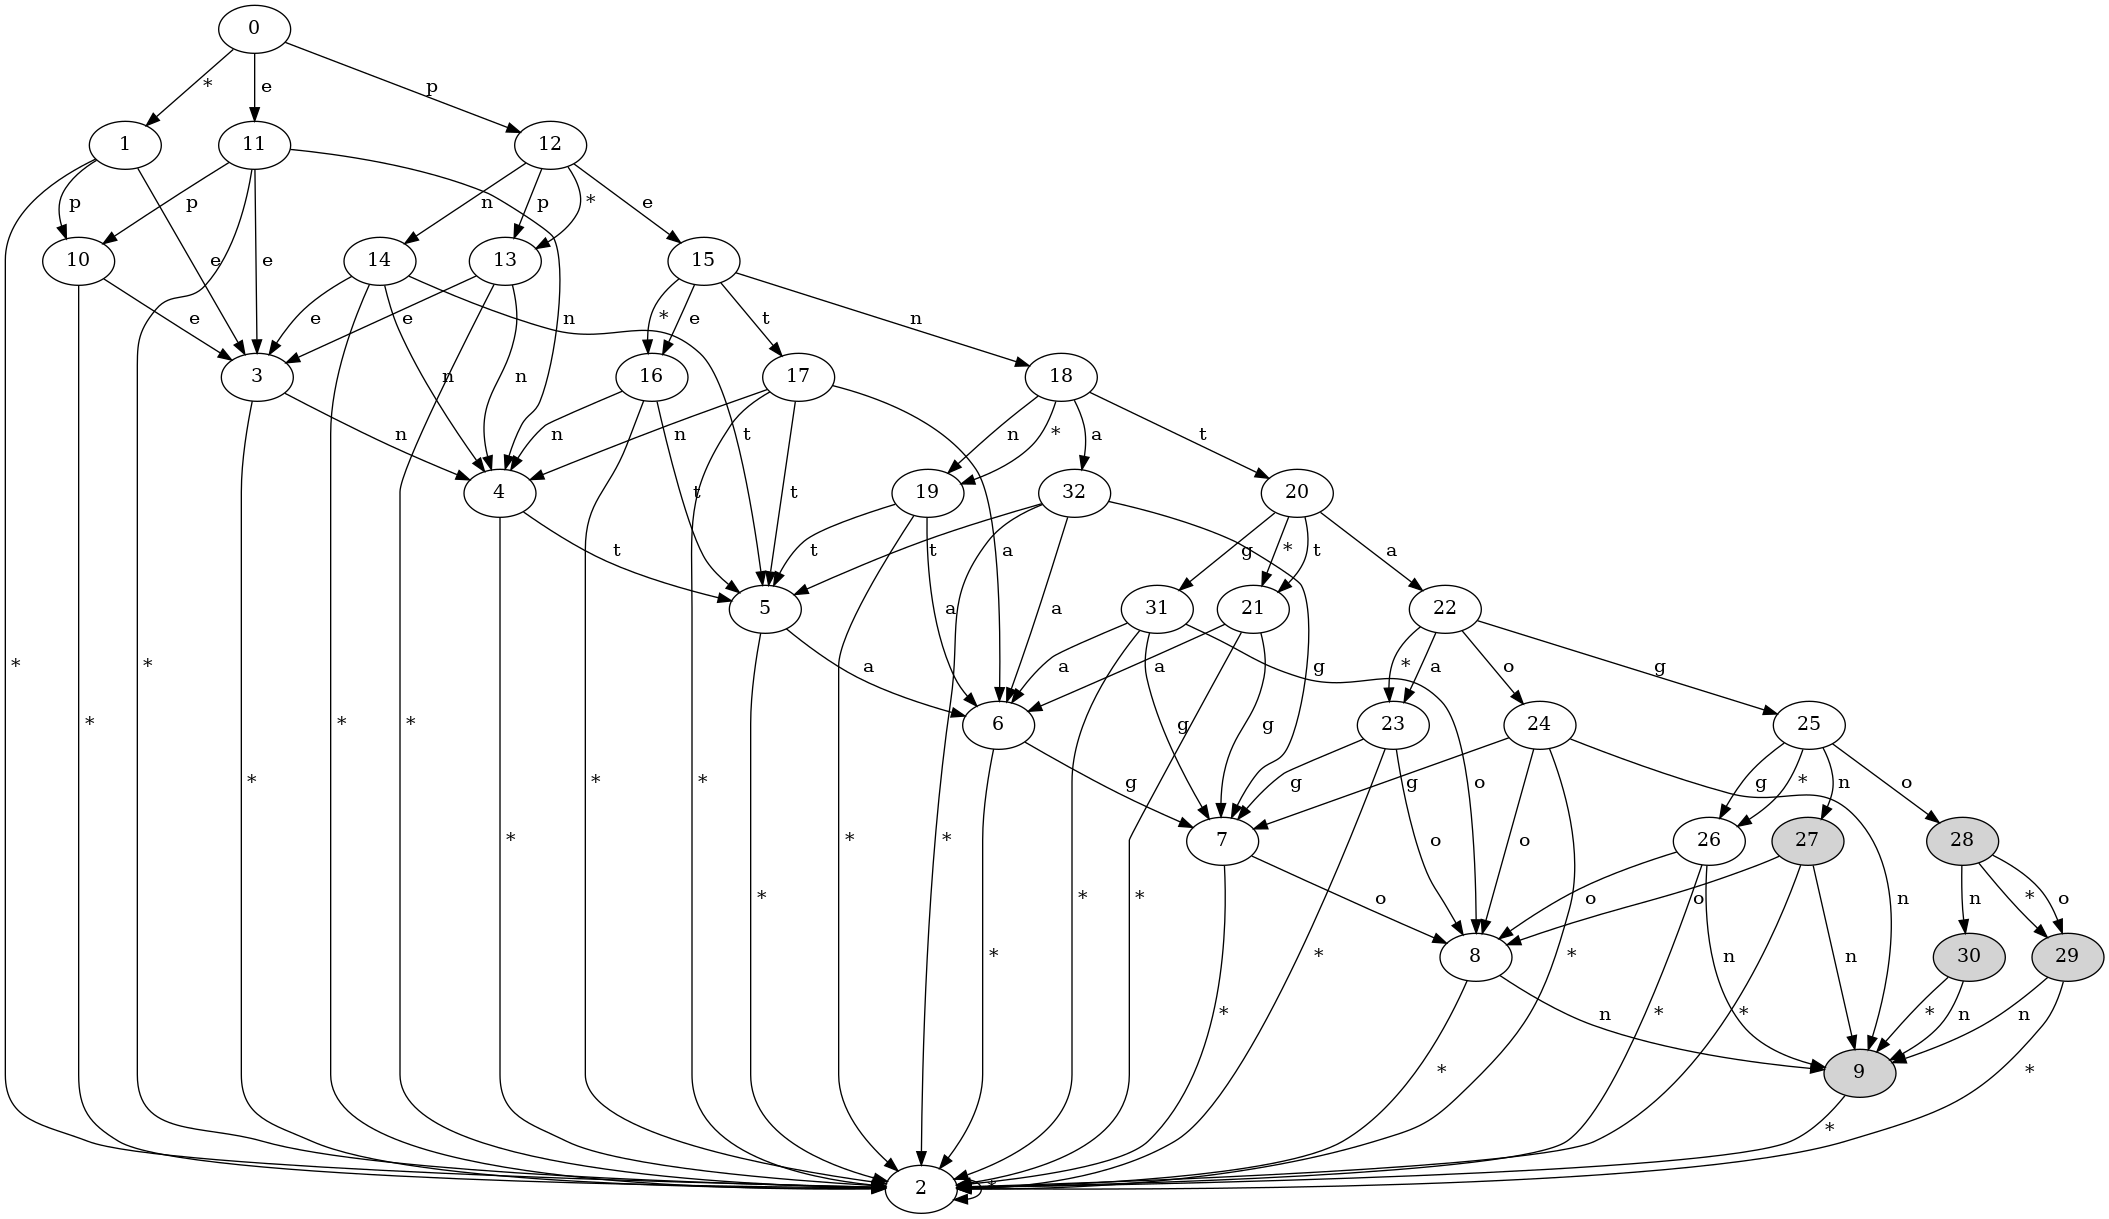 0
* e p
1 11 12
p p n p * e
10 14 13 15
e e e e e n * e t n
3 16 17 18
n n n n n t n * a t
4 19 32 20
t t t t t a g * t a
5 31 21 22
* * a a a a a g * a o g
6 23 24 25
* * * * g g g g g o o o g * n o
7 26 27 28
* * * * * * o o n o o n n * o
8 30 29
* * * * n n * * n * n n
9
* * *
2 *